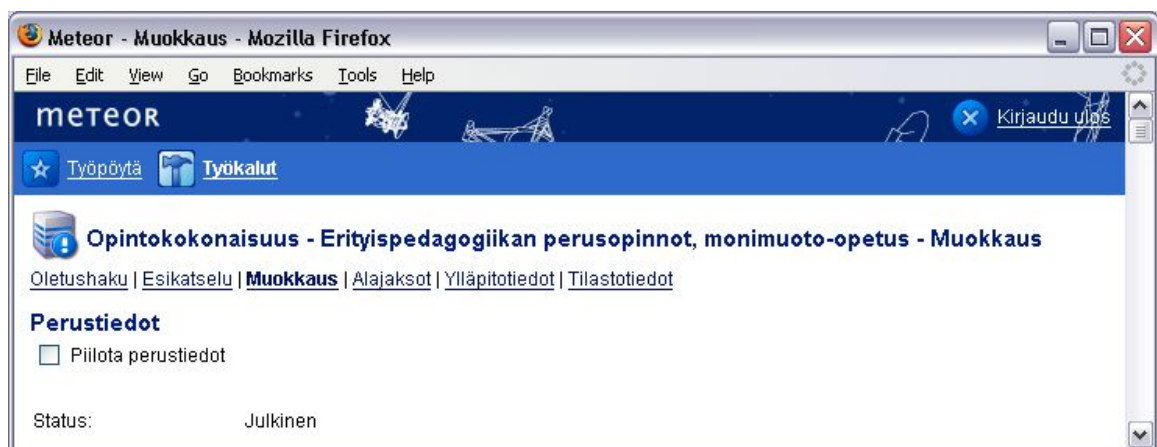 Meteor - Muokkaus - Mozilla Firefox
File Edit View Go Bookmarks Tools Help
meteor Kirjaudu ulos
Työpöytä Työkalut
Opintokokonaisuus - Erityispedagogiikan perusopinnot, monimuoto-opetus - Muokkaus
Oletushaku | Esikatselu | Muokkaus | Alajaksot | Ylläpitotiedot | Tilastotiedot
Perustiedot
Piilota perustiedot
Status: Julkinen